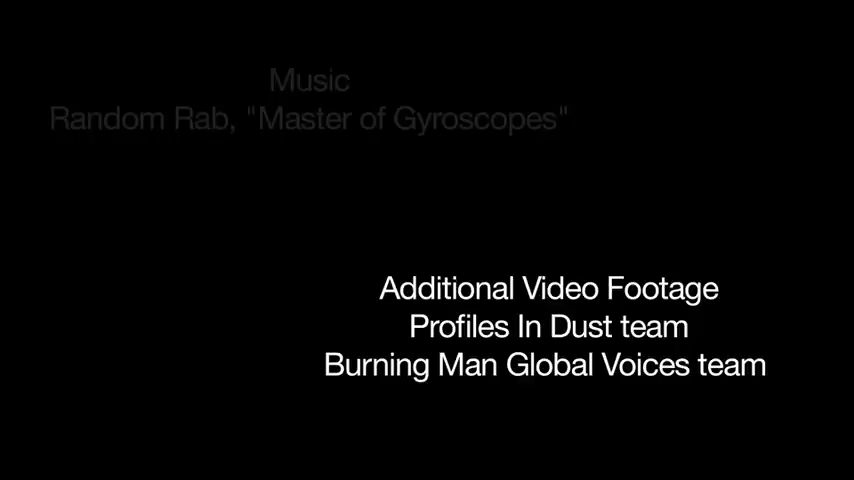 Music
Random Rab, "Master of Gyroscopes"
Additional Video Footage
Profiles In Dust team
Burning Man Global Voices team